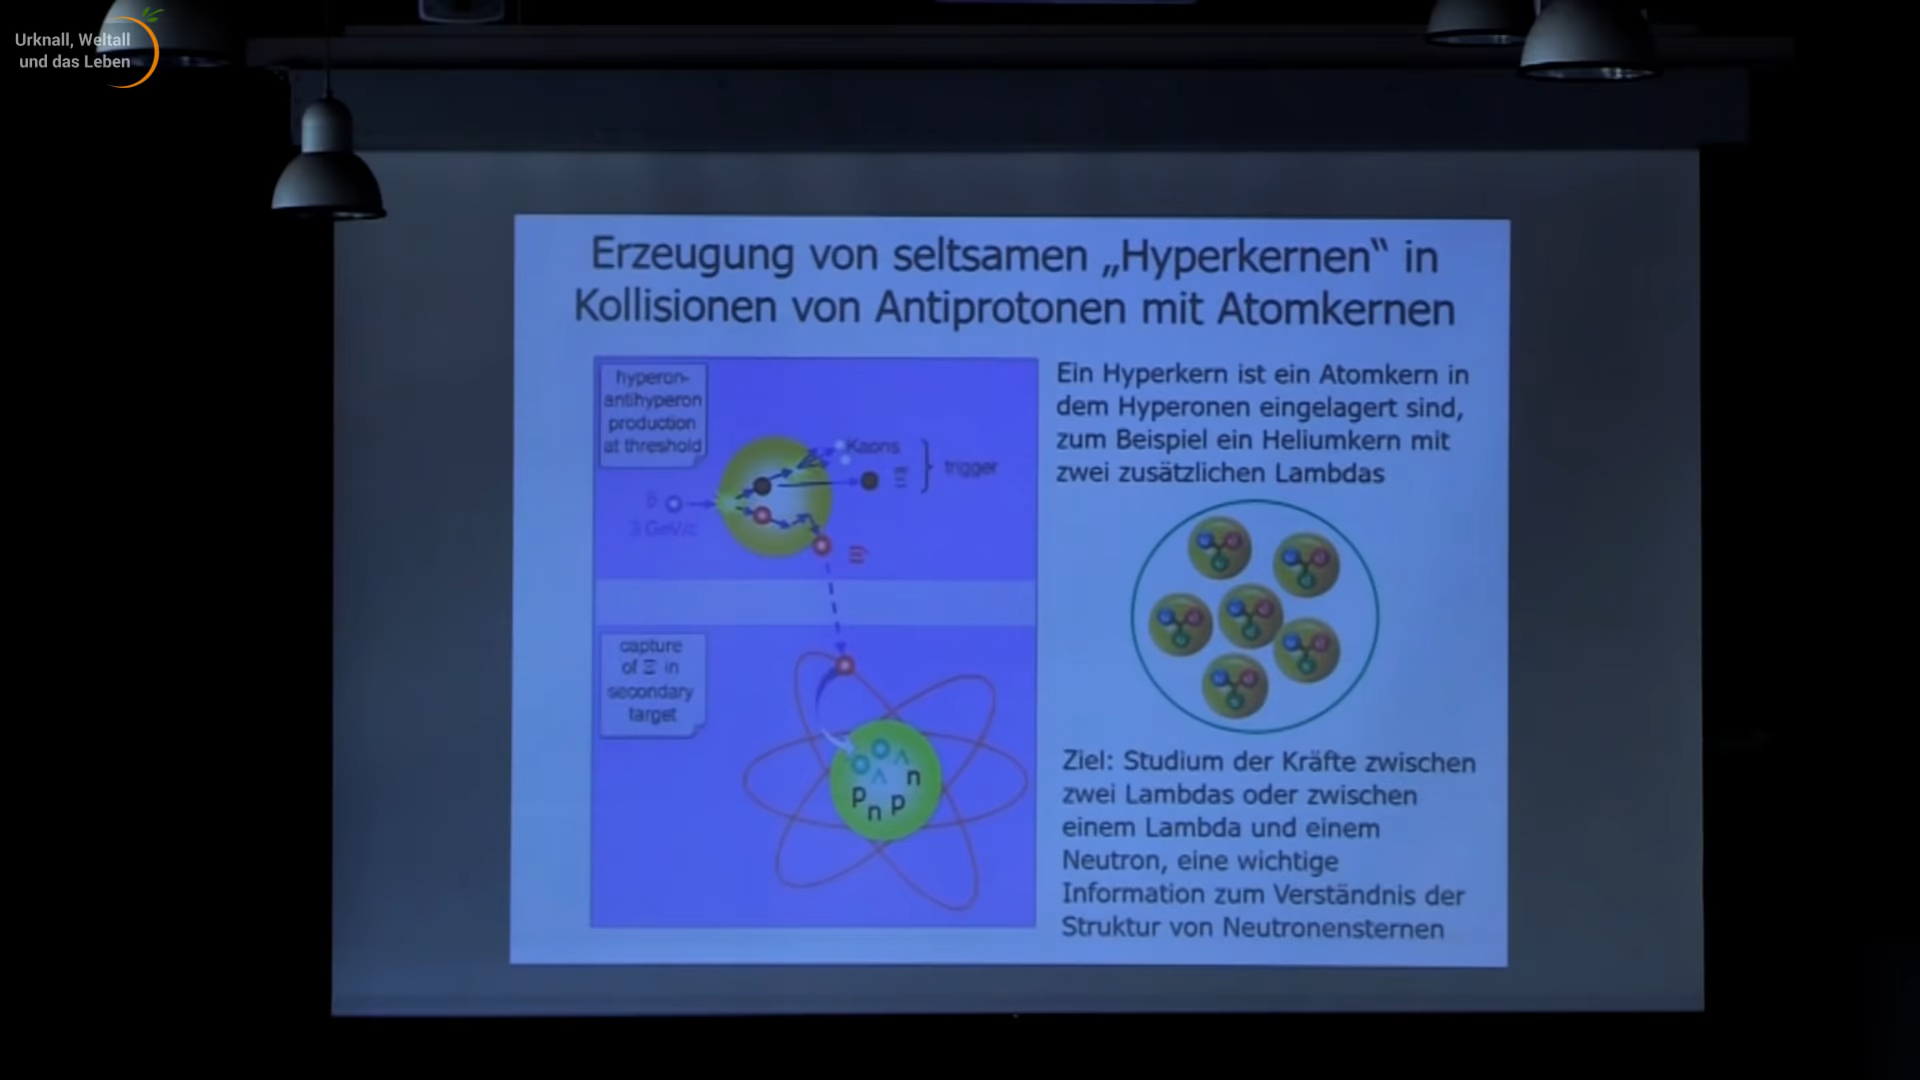 Urknall, Weltall
und das Leben
Erzeugung von seltsamen „Hyperkernen“ in
Kollisionen von Antiprotonen mit Atomkernen
hyperon-
antihyperon
production
at threshold
Kaons
Ξ
trigger
p̄
3 GeV/c
Ξ⁻
capture
of Ξ in
secondary
target
Λ
Λ
n
p
n
p
Ein Hyperkern ist ein Atomkern in
dem Hyperonen eingelagert sind,
zum Beispiel ein Heliumkern mit
zwei zusätzlichen Lambdas
Ziel: Studium der Kräfte zwischen
zwei Lambdas oder zwischen
einem Lambda und einem
Neutron, eine wichtige
Information zum Verständnis der
Struktur von Neutronensternen